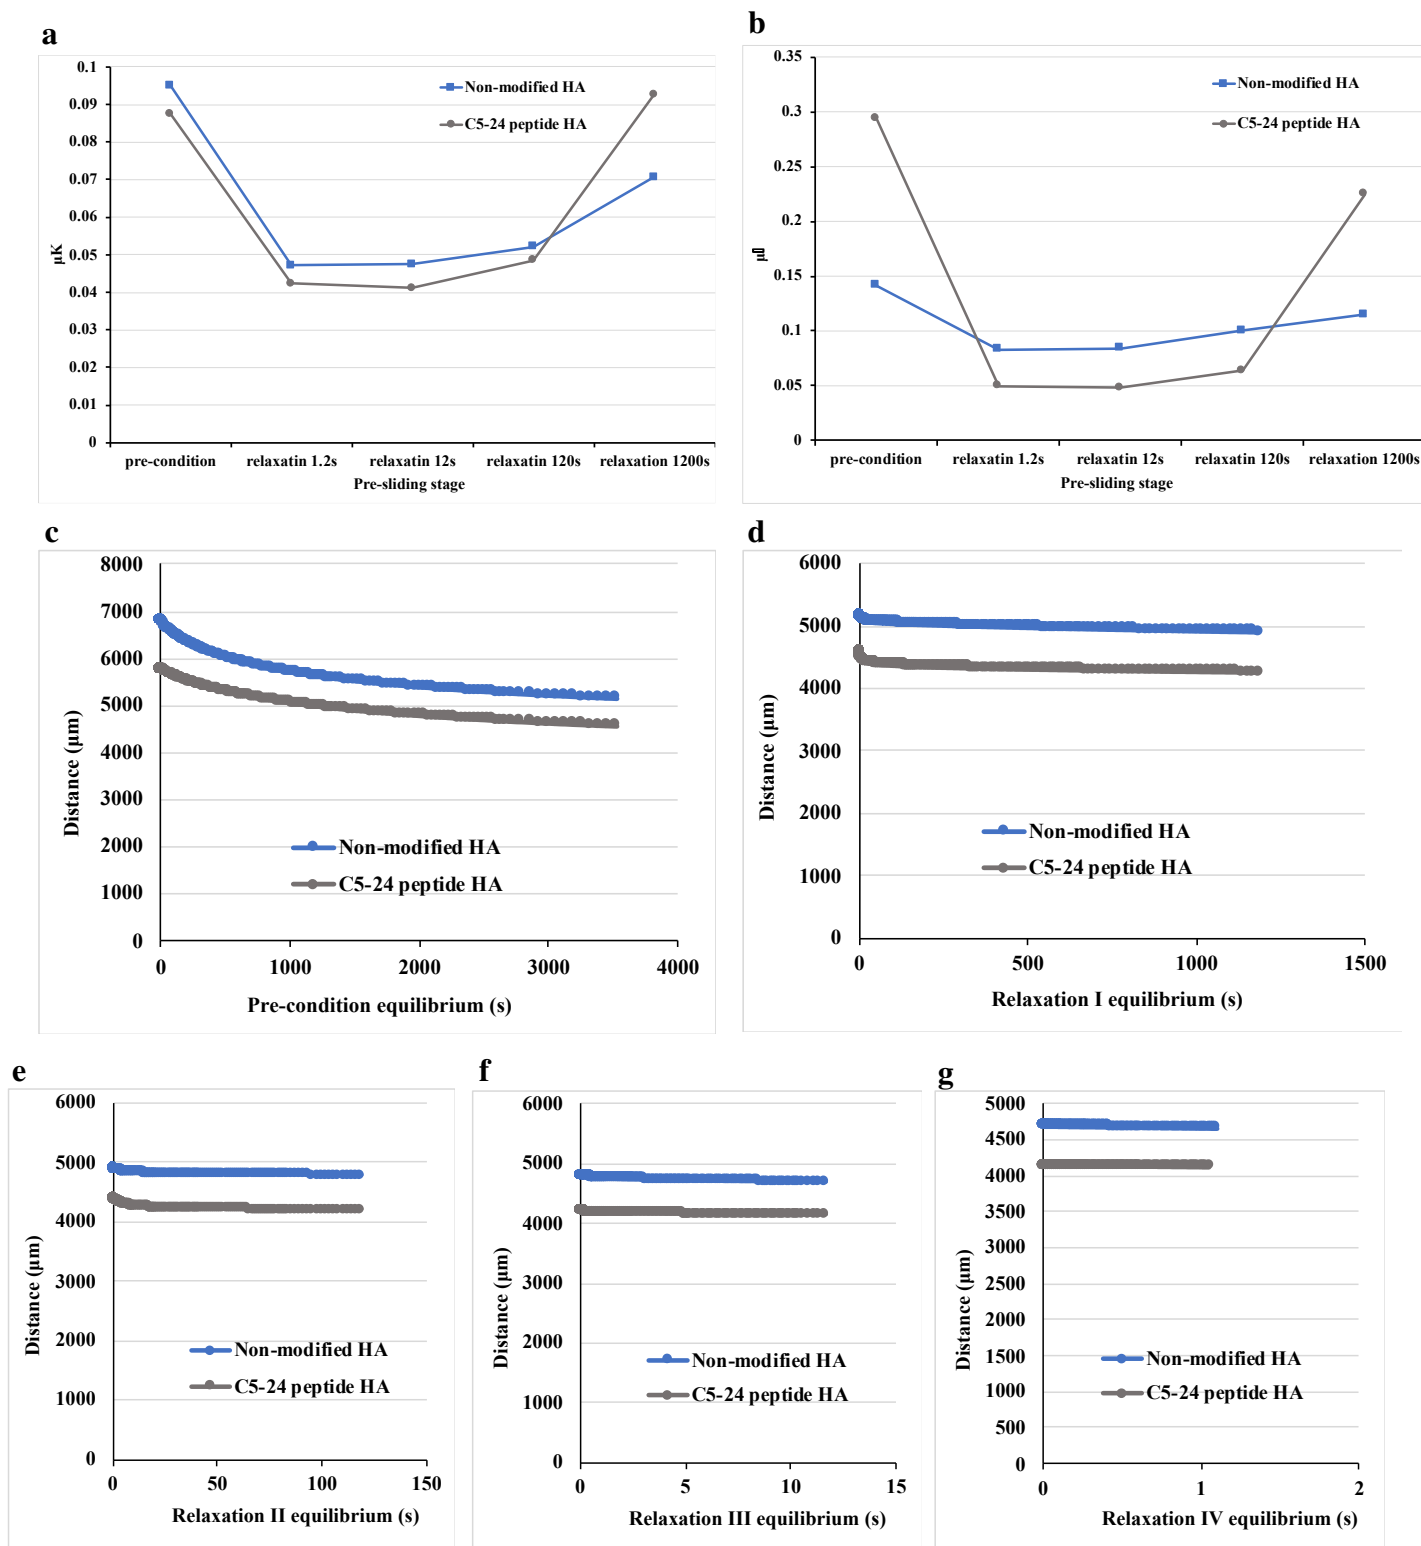 a
0.1
0.09
0.08
0.07
0.06
0.05
0.04
0.03
0.02
0.01
0
µK
Non-modified HA
C5-24 peptide HA
pre-condition
relaxatin 1.2s
relaxatin 12s
relaxatin 120s
relaxation 1200s
Pre-sliding stage
b
0.35
0.3
0.25
0.2
0.15
0.1
0.05
0
µ
Non-modified HA
C5-24 peptide HA
pre-condition
relaxatin 1.2s
relaxatin 12s
relaxatin 120s
relaxation 1200s
Pre-sliding stage
c
8000
7000
6000
5000
4000
3000
2000
1000
0
Distance (µm)
Non-modified HA
C5-24 peptide HA
0 1000 2000 3000 4000
Pre-condition equilibrium (s)
d
6000
5000
4000
3000
2000
1000
0
Distance (µm)
Non-modified HA
C5-24 peptide HA
0 500 1000 1500
Relaxation I equilibrium (s)
e
6000
5000
4000
3000
2000
1000
0
Distance (µm)
Non-modified HA
C5-24 peptide HA
0 50 100 150
Relaxation II equilibrium (s)
f
6000
5000
4000
3000
2000
1000
0
Distance (µm)
Non-modified HA
C5-24 peptide HA
0 5 10 15
Relaxation III equilibrium (s)
g
5000
4500
4000
3500
3000
2500
2000
1500
1000
500
0
Distance (µm)
Non-modified HA
C5-24 peptide HA
0 1 2
Relaxation IV equilibrium (s)